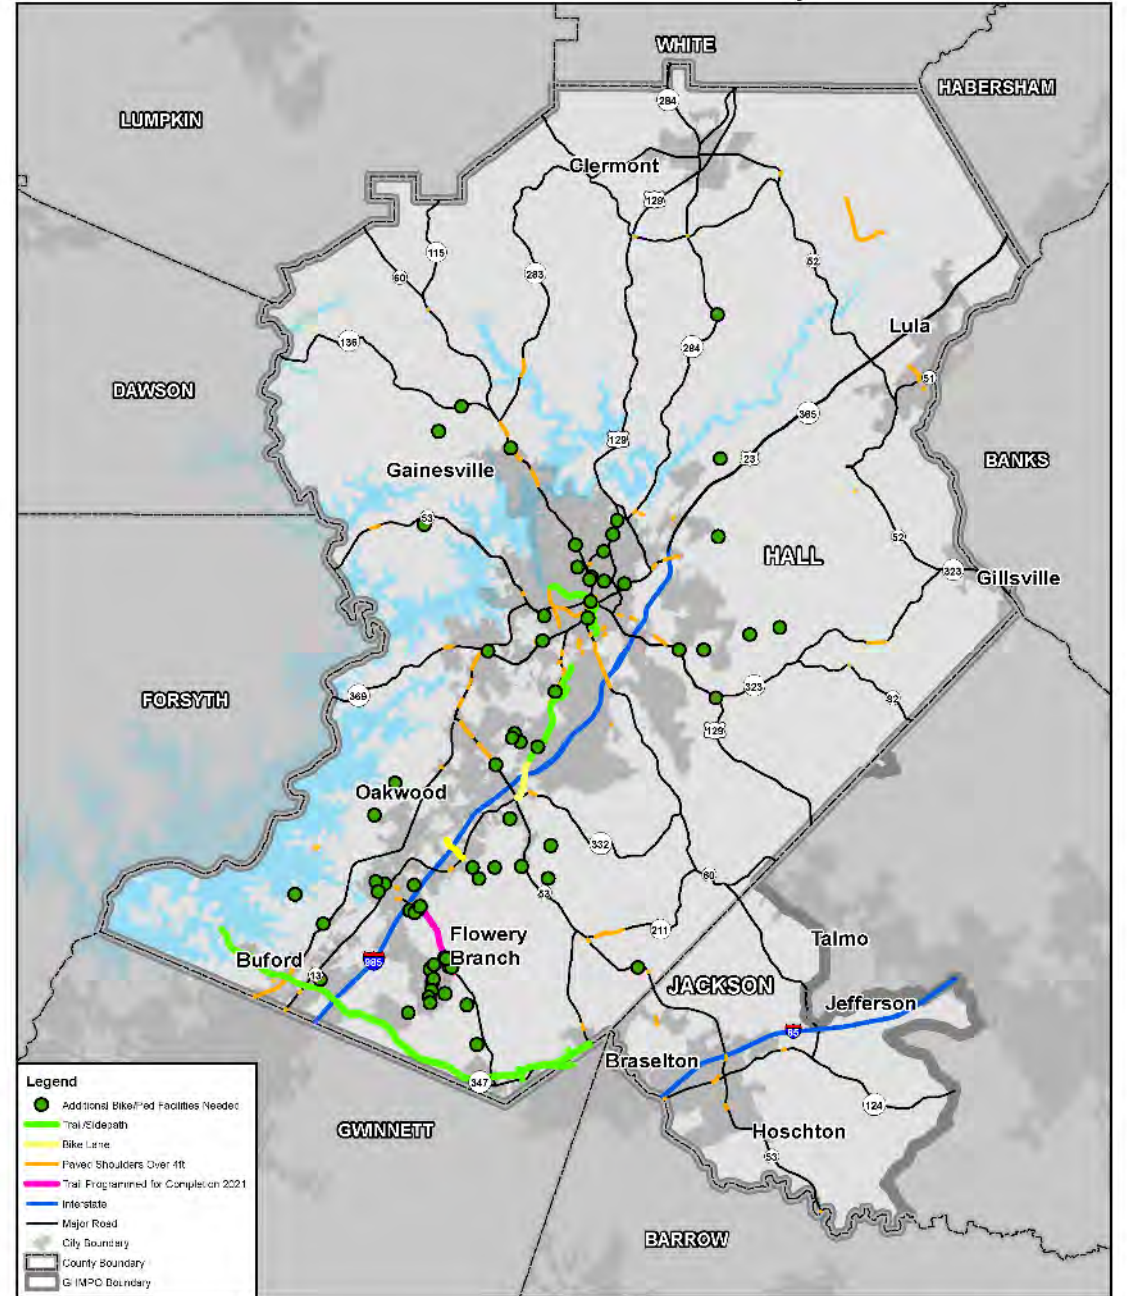 WHITE
HABERSHAM
284
LUMPKIN
Clermont
129
115
60
283
52
Lula
136
284
51
DAWSON
365
129
23
BANKS
Gainesville
53
52
HALL
323
Gillsville
FORSYTH
369
323
82
129
Oakwood
332
60
53
211
Flowery
Branch
Talmo
Buford
985
13
JACKSON
Jefferson
85
Braselton
347
124
GWINNETT
Hoschton
53
BARROW
Legend
Additional Bike/Ped Facilities Needed
Trail/Sidepath
Bike Lane
Paved Shoulders Over 4ft
Trail Programmed for Completion 2021
Interstate
Major Road
City Boundary
County Boundary
GHMPO Boundary